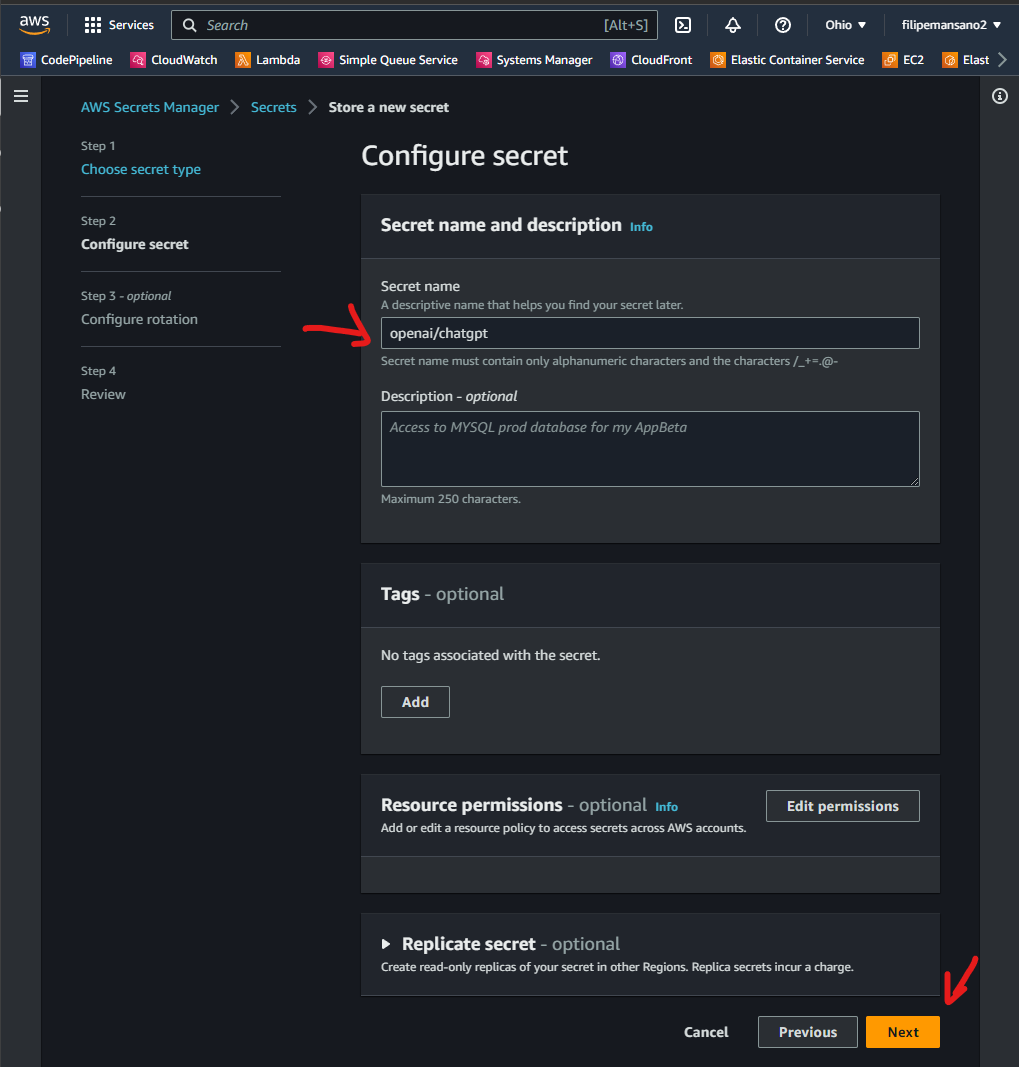 aws
Services
Search [Alt+S]
Ohio
filipemansano2
CodePipeline CloudWatch Lambda Simple Queue Service Systems Manager CloudFront Elastic Container Service EC2 Elast
AWS Secrets Manager > Secrets > Store a new secret
Step 1
Choose secret type
Step 2
Configure secret
Step 3 - optional
Configure rotation
Step 4
Review
Configure secret
Secret name and description Info
Secret name
A descriptive name that helps you find your secret later.
openai/chatgpt
Secret name must contain only alphanumeric characters and the characters /_+=.@-
Description - optional
Access to MYSQL prod database for my AppBeta
Maximum 250 characters.
Tags - optional
No tags associated with the secret.
Add
Resource permissions - optional Info
Add or edit a resource policy to access secrets across AWS accounts.
Edit permissions
Replicate secret - optional
Create read-only replicas of your secret in other Regions. Replica secrets incur a charge.
Cancel
Previous
Next